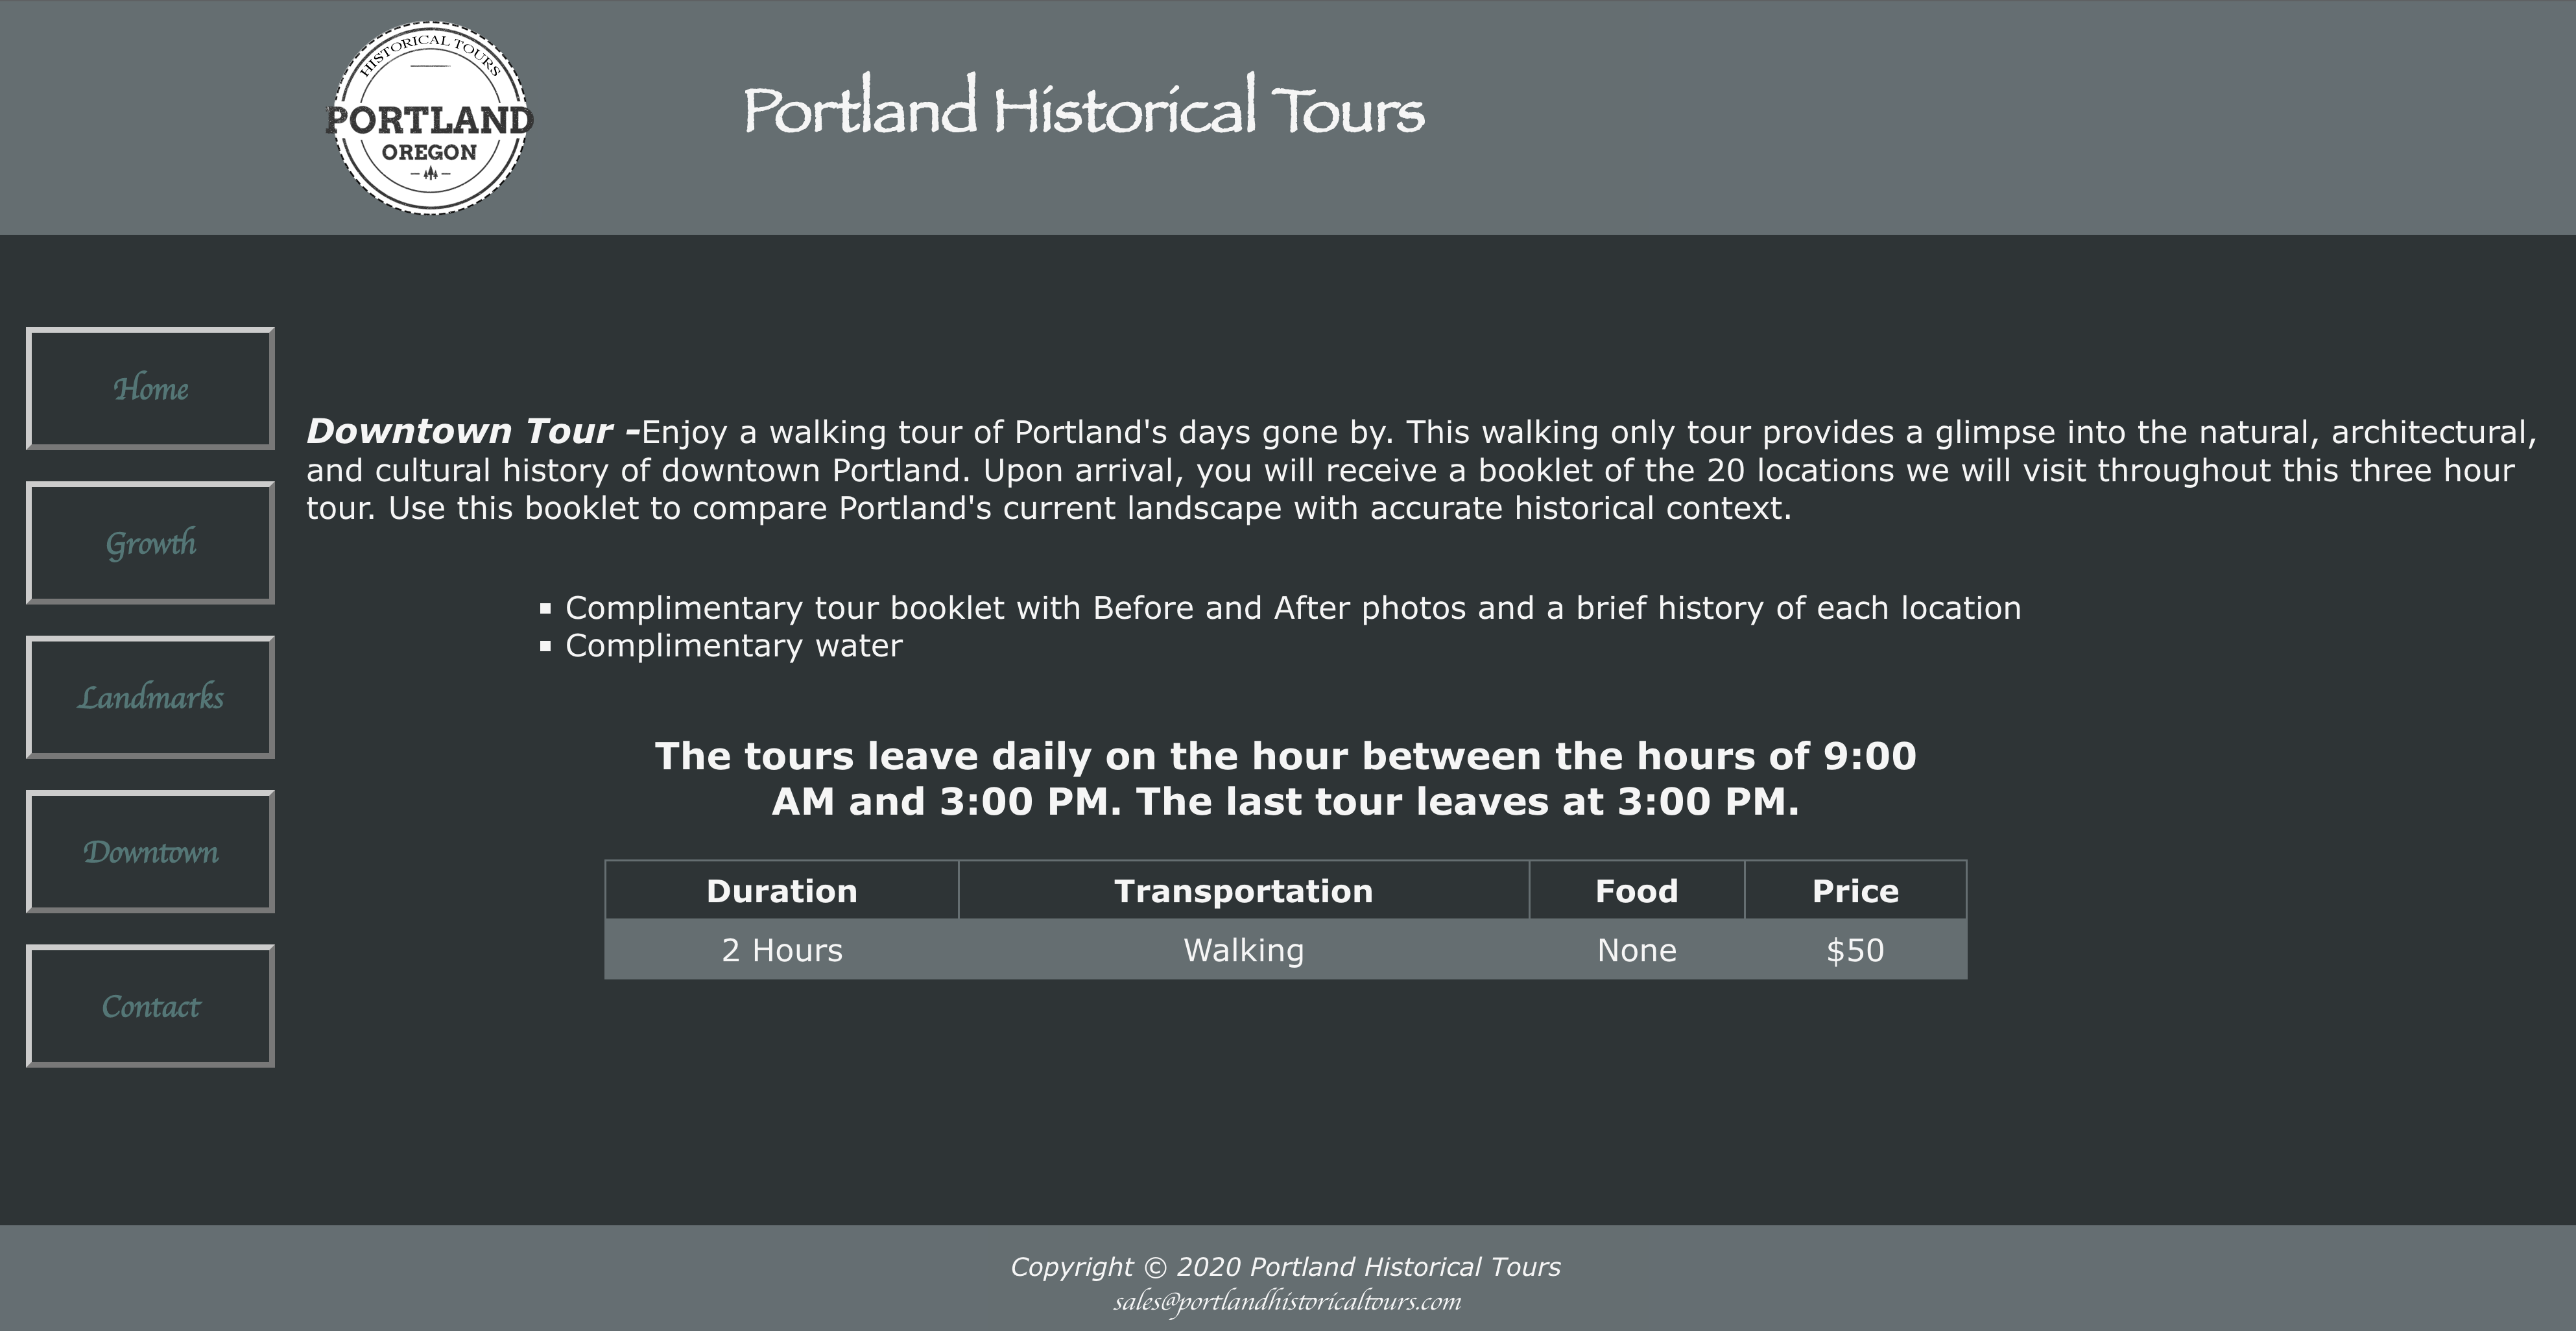 HISTORICAL TOURS
PORTLAND
OREGON
Portland Historical Tours
Home
Growth
Landmarks
Downtown
Contact
Downtown Tour -Enjoy a walking tour of Portland's days gone by. This walking only tour provides a glimpse into the natural, architectural,
and cultural history of downtown Portland. Upon arrival, you will receive a booklet of the 20 locations we will visit throughout this three hour
tour. Use this booklet to compare Portland's current landscape with accurate historical context.
Complimentary tour booklet with Before and After photos and a brief history of each location
Complimentary water
The tours leave daily on the hour between the hours of 9:00
AM and 3:00 PM. The last tour leaves at 3:00 PM.
Duration Transportation Food Price
2 Hours Walking None $50
Copyright © 2020 Portland Historical Tours
sales@portlandhistoricaltours.com